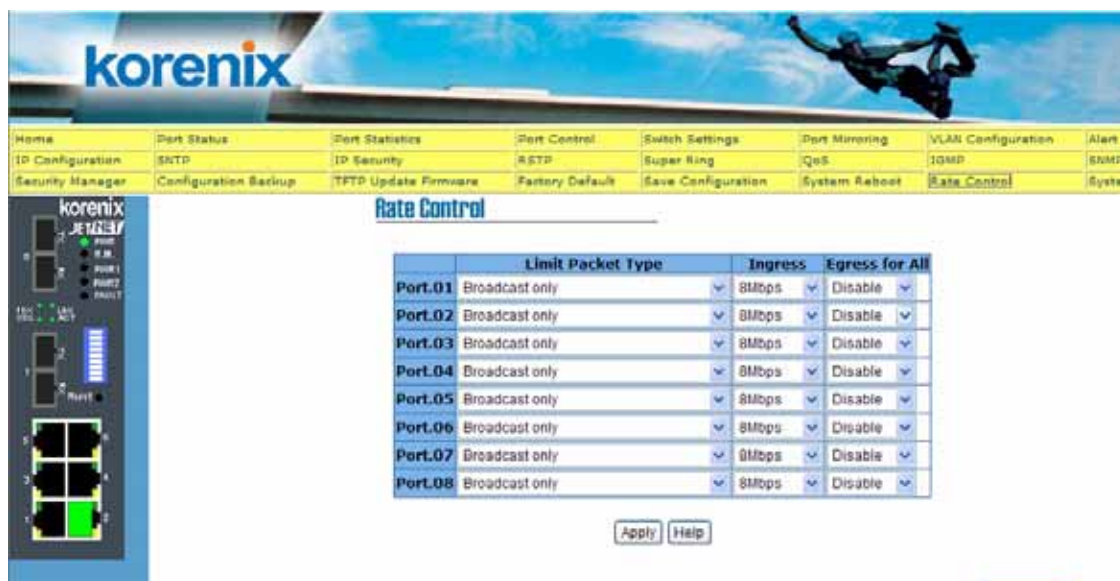 korenix
Home Port Status Port Statistics Port Control Switch Settings Port Mirroring VLAN Configuration
IP Configuration SNTP IP Security RSTP Super Ring QoS IGMP
Security Manager Configuration Backup TFTP Update Firmware Factory Default Save Configuration System Reboot Rate Control
korenix
JETNET
Rate Control
Limit Packet Type Ingress Egress for All
Port.01 Broadcast only 8Mbps Disable
Port.02 Broadcast only 8Mbps Disable
Port.03 Broadcast only 8Mbps Disable
Port.04 Broadcast only 8Mbps Disable
Port.05 Broadcast only 8Mbps Disable
Port.06 Broadcast only 8Mbps Disable
Port.07 Broadcast only 8Mbps Disable
Port.08 Broadcast only 8Mbps Disable
Apply Help